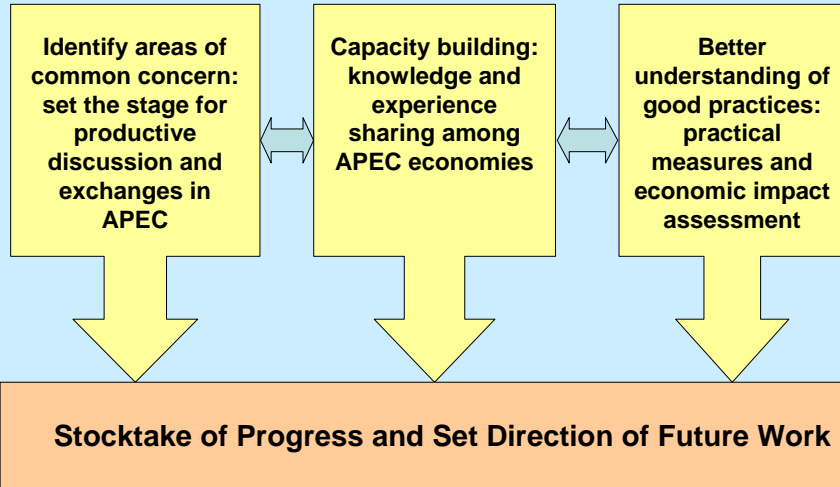 Identify areas of
common concern:
set the stage for
productive
discussion and
exchanges in
APEC
Capacity building:
knowledge and
experience
sharing among
APEC economies
Better
understanding of
good practices:
practical
measures and
economic impact
assessment
Stocktake of Progress and Set Direction of Future Work